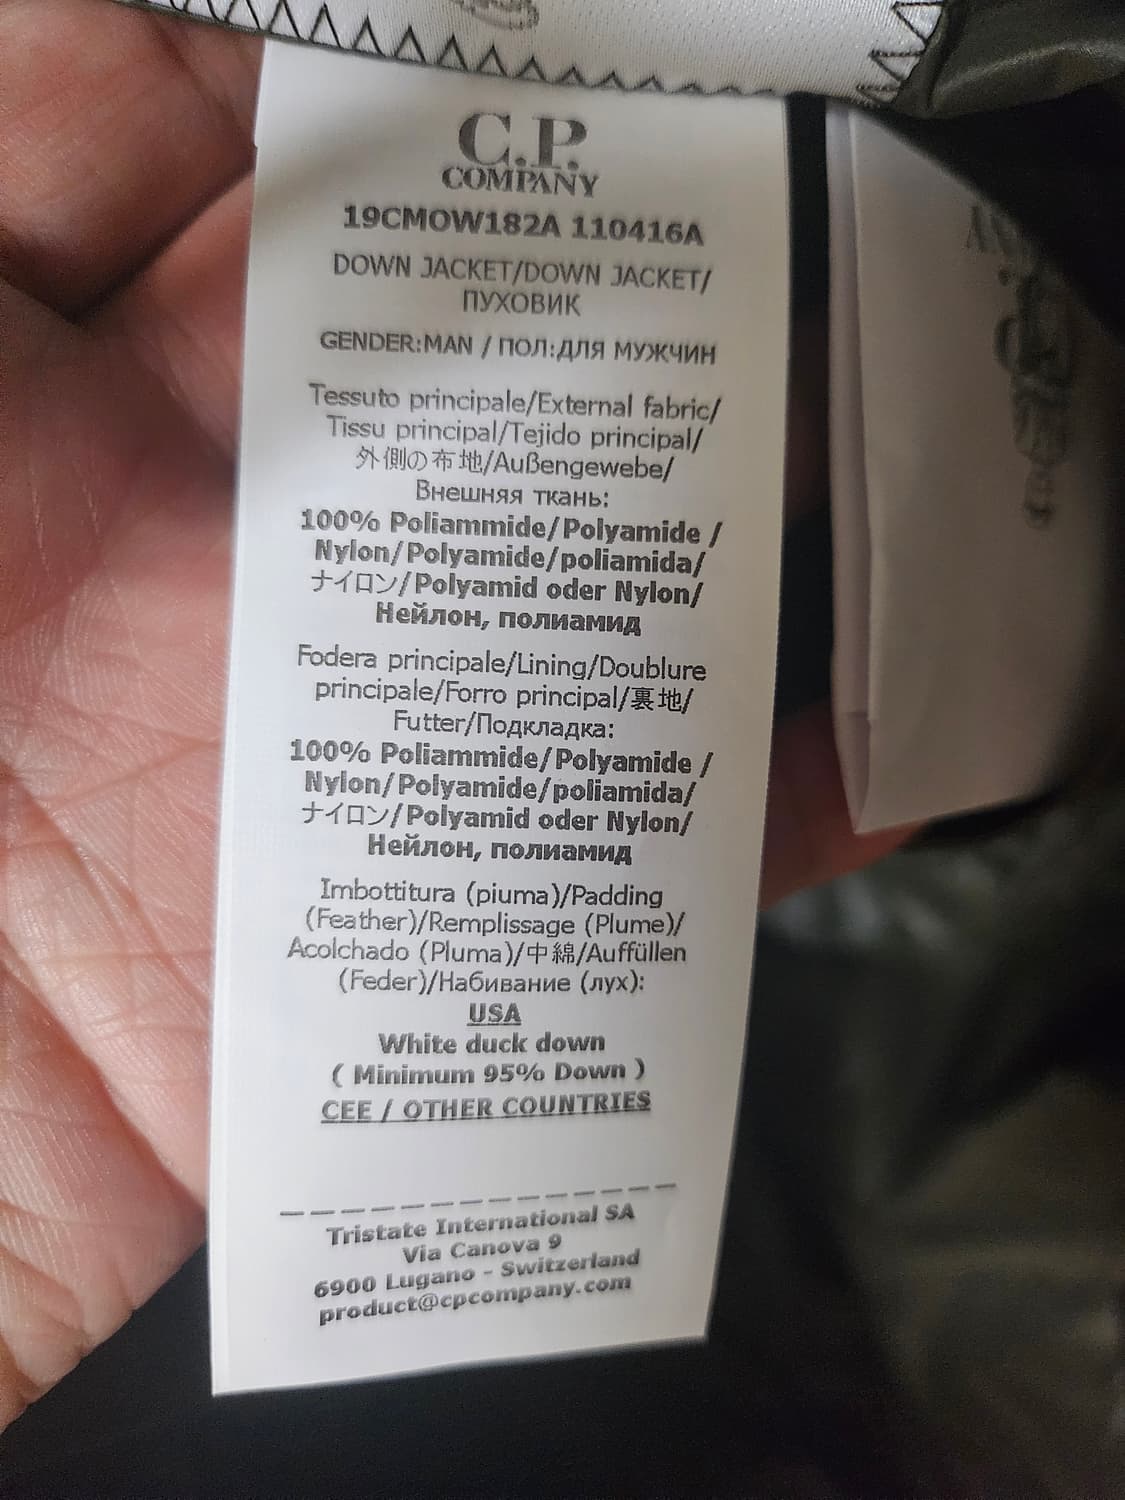 C.P.
COMPANY
19CMOW182A 110416A
DOWN JACKET/DOWN JACKET/
ПУХОВИК
GENDER:MAN / ПОЛ:ДЛЯ МУЖЧИН
Tessuto principale/External fabric/
Tissu principal/Tejido principal/
外側の布地/Außengewebe/
Внешняя ткань:
100% Poliammide/Polyamide /
Nylon/Polyamide/poliamida/
ナイロン/Polyamid oder Nylon/
Нейлон, полиамид
Fodera principale/Lining/Doublure
principale/Forro principal/裏地/
Futter/Подкладка:
100% Poliammide/Polyamide /
Nylon/Polyamide/poliamida/
ナイロン/Polyamid oder Nylon/
Нейлон, полиамид
Imbottitura (piuma)/Padding
(Feather)/Remplissage (Plume)/
Acolchado (Pluma)/中綿/Auffüllen
(Feder)/Набивание (лух):
USA
White duck down
( Minimum 95% Down )
CEE / OTHER COUNTRIES
Tristate International SA
Via Canova 9
6900 Lugano - Switzerland
product@cpcompany.com